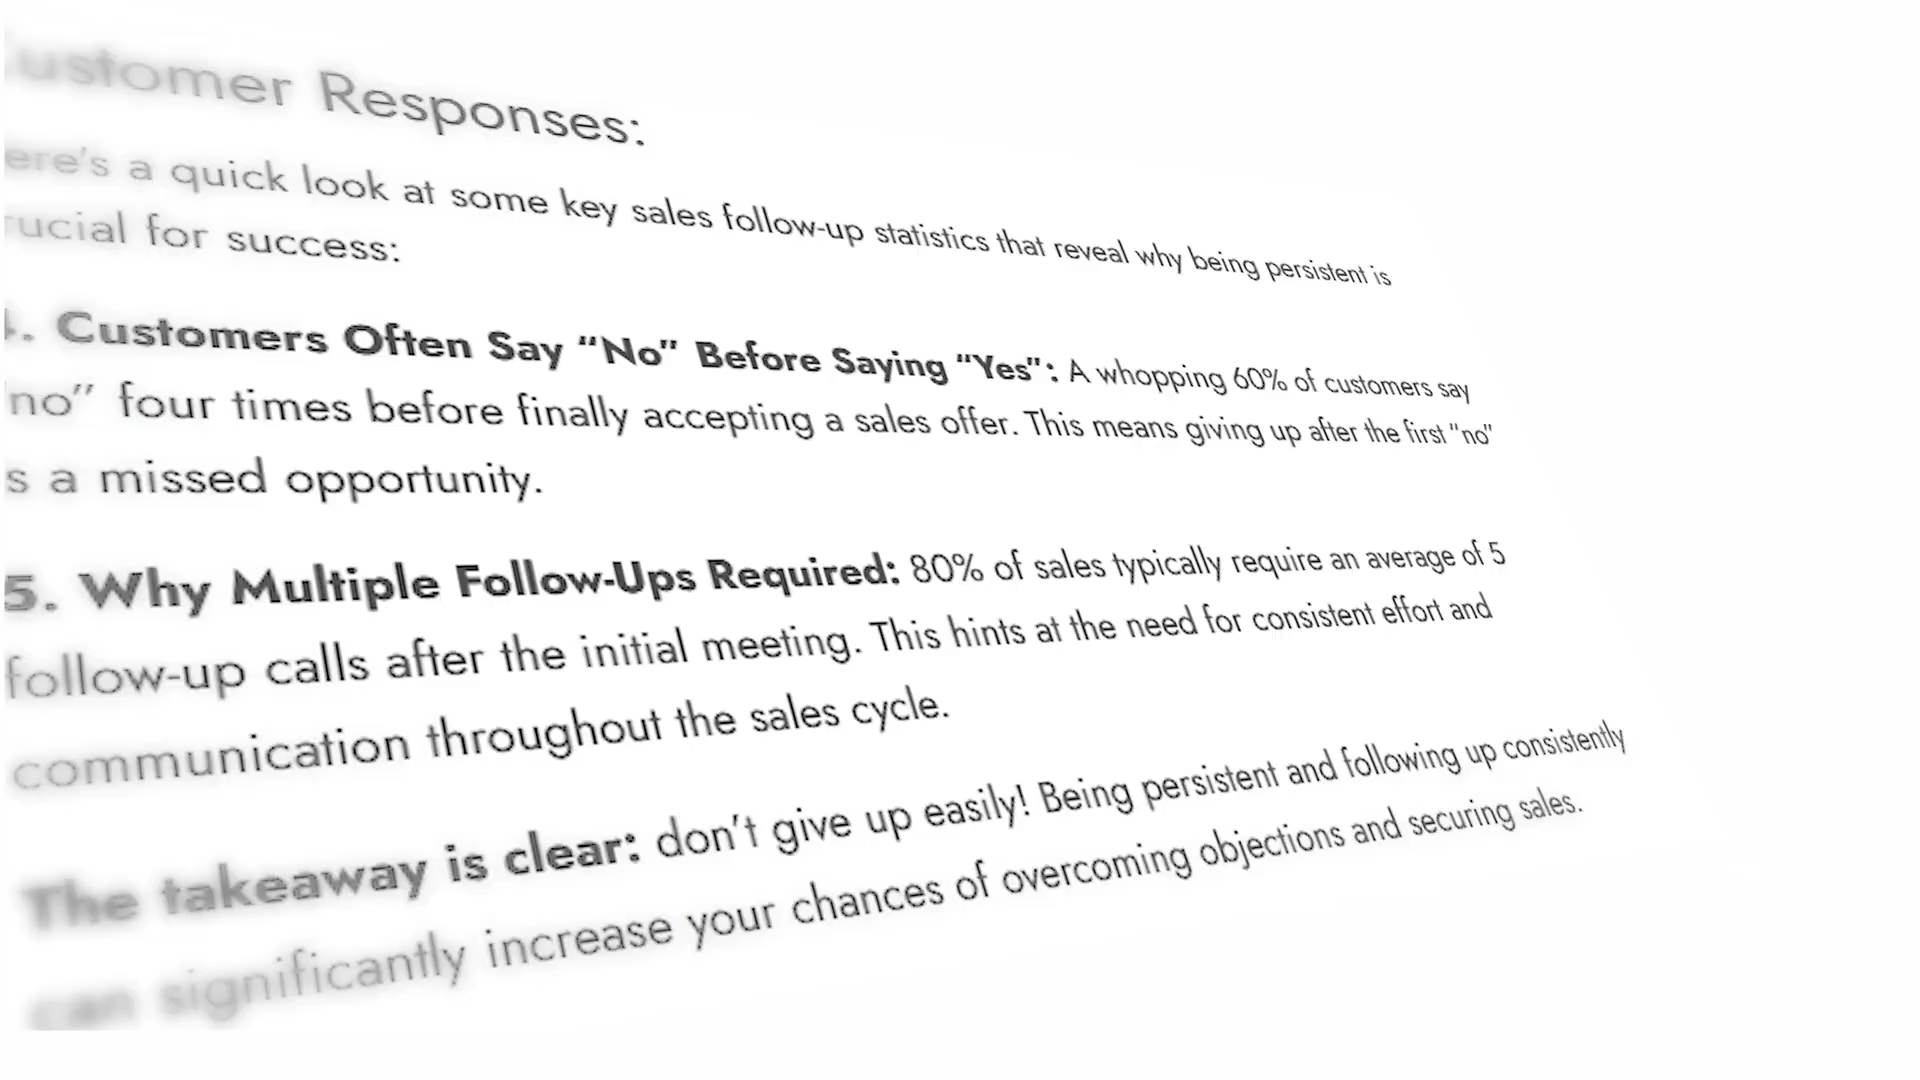 Customer Responses:
ere's a quick look at some key sales follow-up statistics that reveal why being persistent is
rucial for success:
. Customers Often Say “No” Before Saying “Yes”: A whopping 60% of customers say
no” four times before finally accepting a sales offer. This means giving up after the first “no”
s a missed opportunity.
5. Why Multiple Follow-Ups Required: 80% of sales typically require an average of 5
follow-up calls after the initial meeting. This hints at the need for consistent effort and
communication throughout the sales cycle.
The takeaway is clear: don't give up easily! Being persistent and following up consistently
can significantly increase your chances of overcoming objections and securing sales.